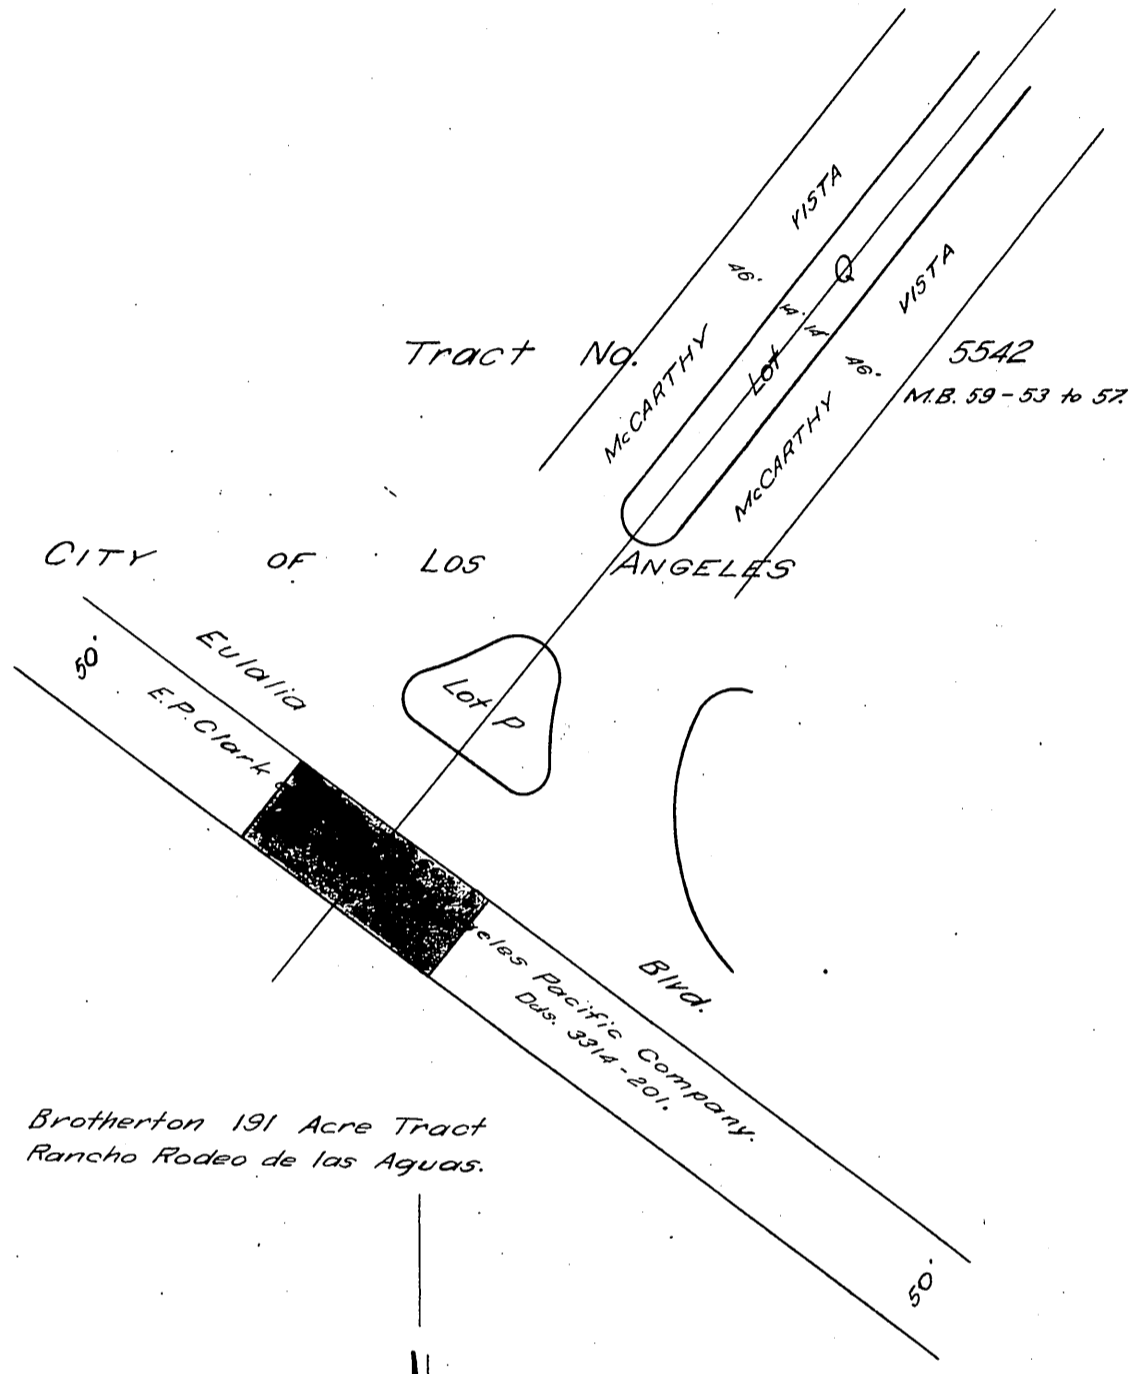 VISTA
Q
46'
VISTA
14'
14'
Tract No. 5542
McCARTHY
Lot
46'
M.B. 59-53 to 57.
McCARTHY
CITY OF LOS ANGELES
Eulalia
50'
E.P. Clark
Lot P
eles Pacific Company.
Blvd.
Dds. 3314-201.
Brotherton 191 Acre Tract
Rancho Rodeo de las Aguas.
50'